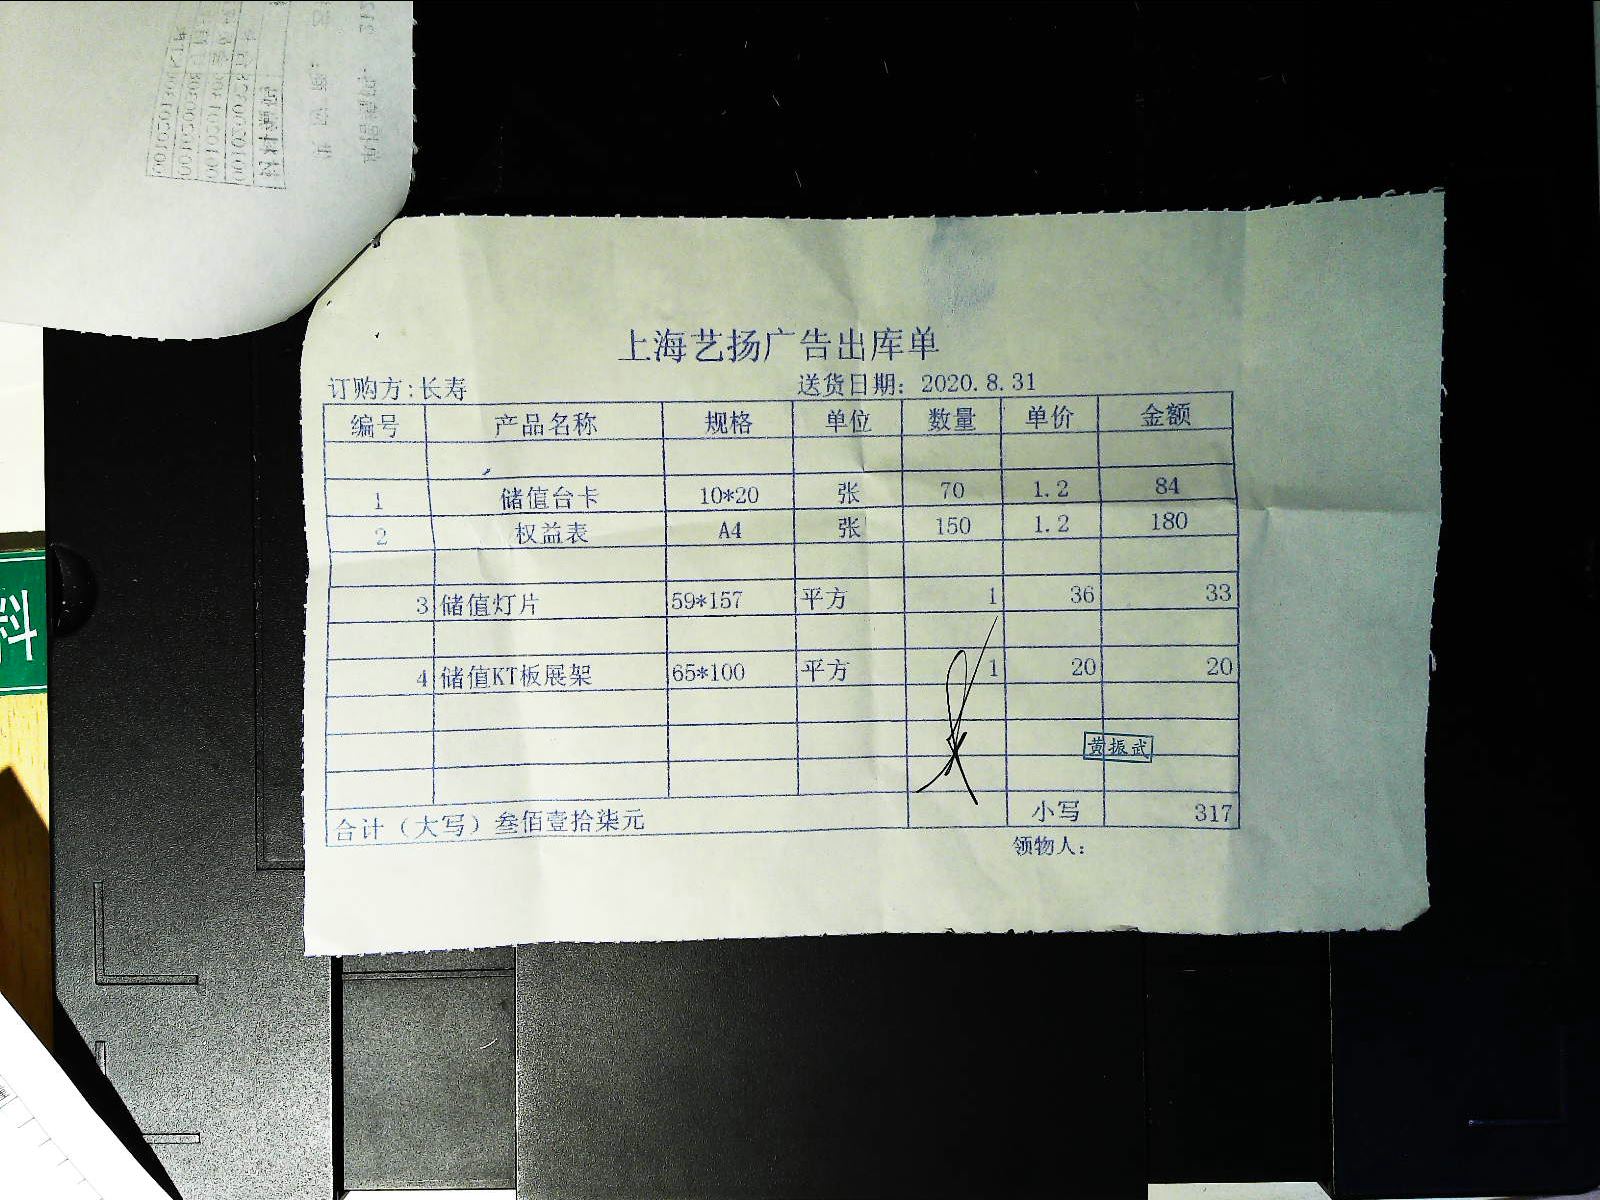 上海艺扬广告出库单
订购方:长寿 送货日期: 2020.8.31
编号 产品名称 规格 单位 数量 单价 金额
1 储值台卡 10*20 张 70 1.2 84
2 权益表 A4 张 150 1.2 180
3 储值灯片 59*157 平方 1 36 33
4 储值KT板展架 65*100 平方 1 20 20
黄振武
合计（大写）叁佰壹拾柒元 小写 317
领物人:
料